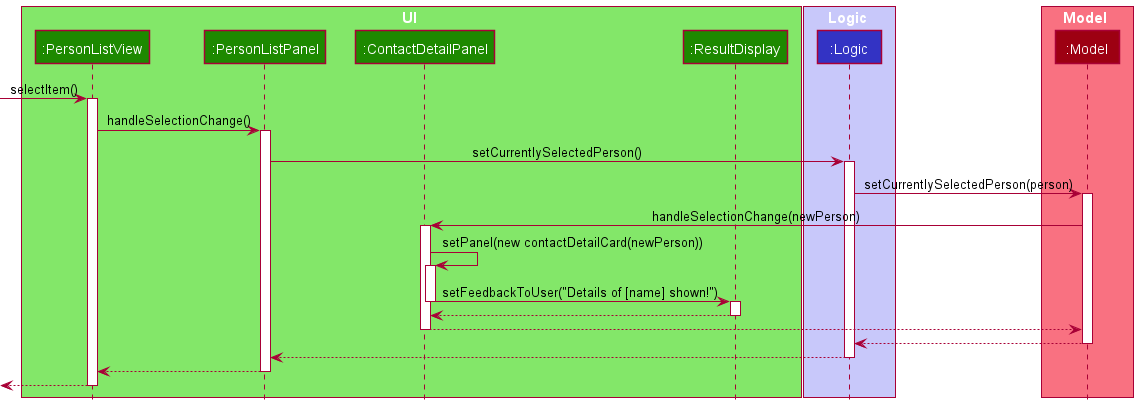 UI
Logic
Model
:PersonListView
:PersonListPanel
:ContactDetailPanel
:ResultDisplay
:Logic
:Model
selectItem()
handleSelectionChange()
setCurrentlySelectedPerson()
setCurrentlySelectedPerson(person)
handleSelectionChange(newPerson)
setPanel(new contactDetailCard(newPerson))
setFeedbackToUser("Details of [name] shown!")